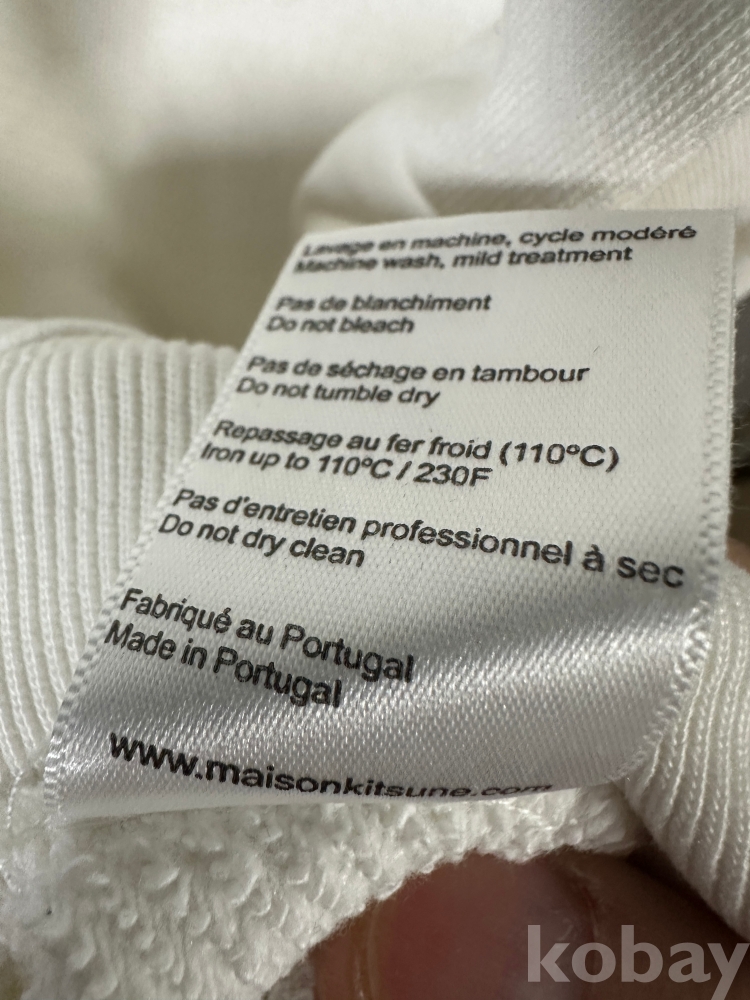 Lavage en machine, cycle modéré
Machine wash, mild treatment
Pas de blanchiment
Do not bleach
Pas de séchage en tambour
Do not tumble dry
Repassage au fer froid (110ºC)
Iron up to 110ºC / 230F
Pas d'entretien professionnel à sec
Do not dry clean
Fabriqué au Portugal
Made in Portugal
www.maisonkitsune.com
kobay